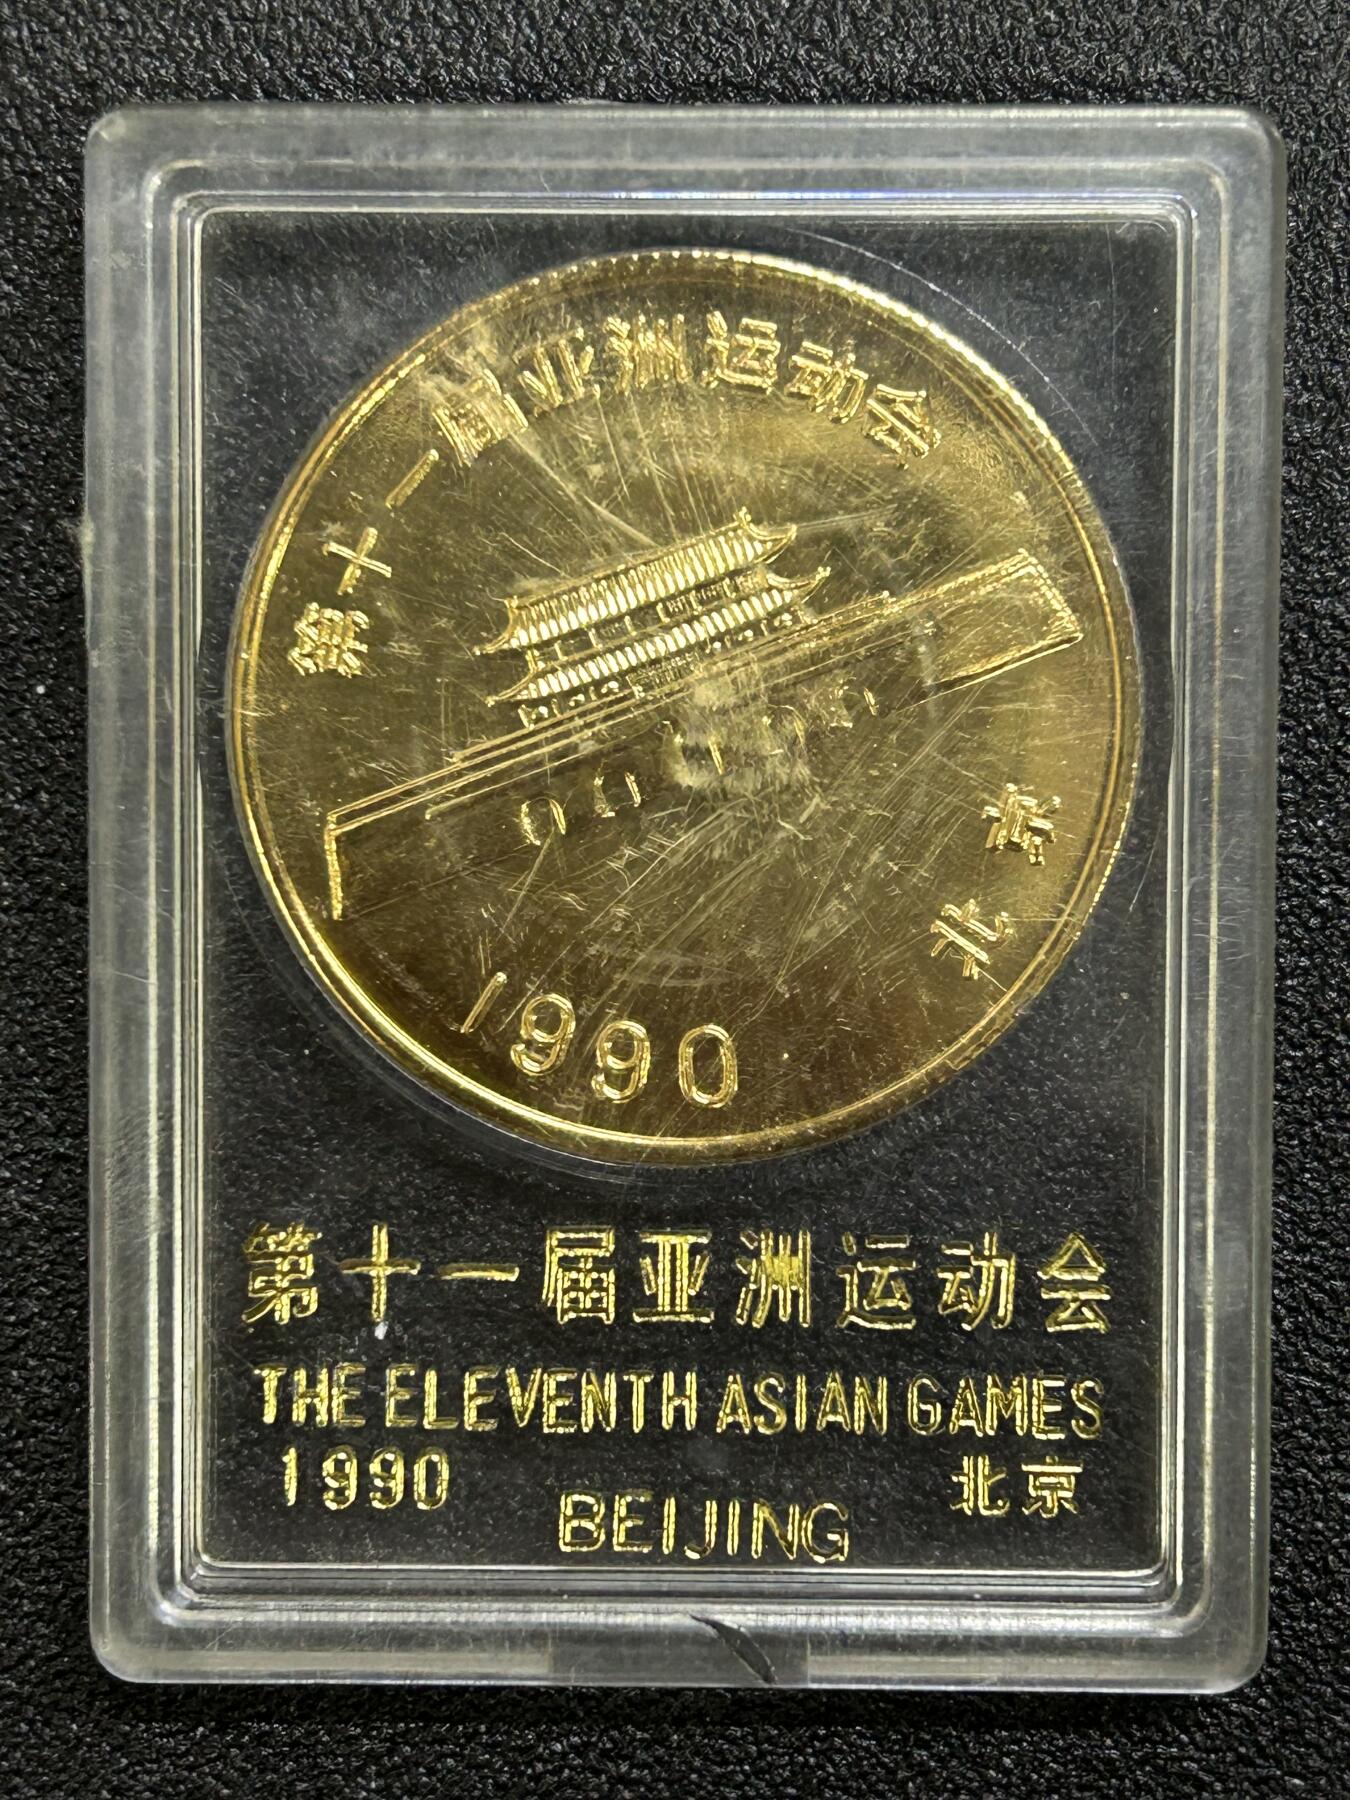 第十一届亚洲运动会
北京
1990
第十一届亚洲运动会
THE ELEVENTH ASIAN GAMES
1990 北京
BEIJING